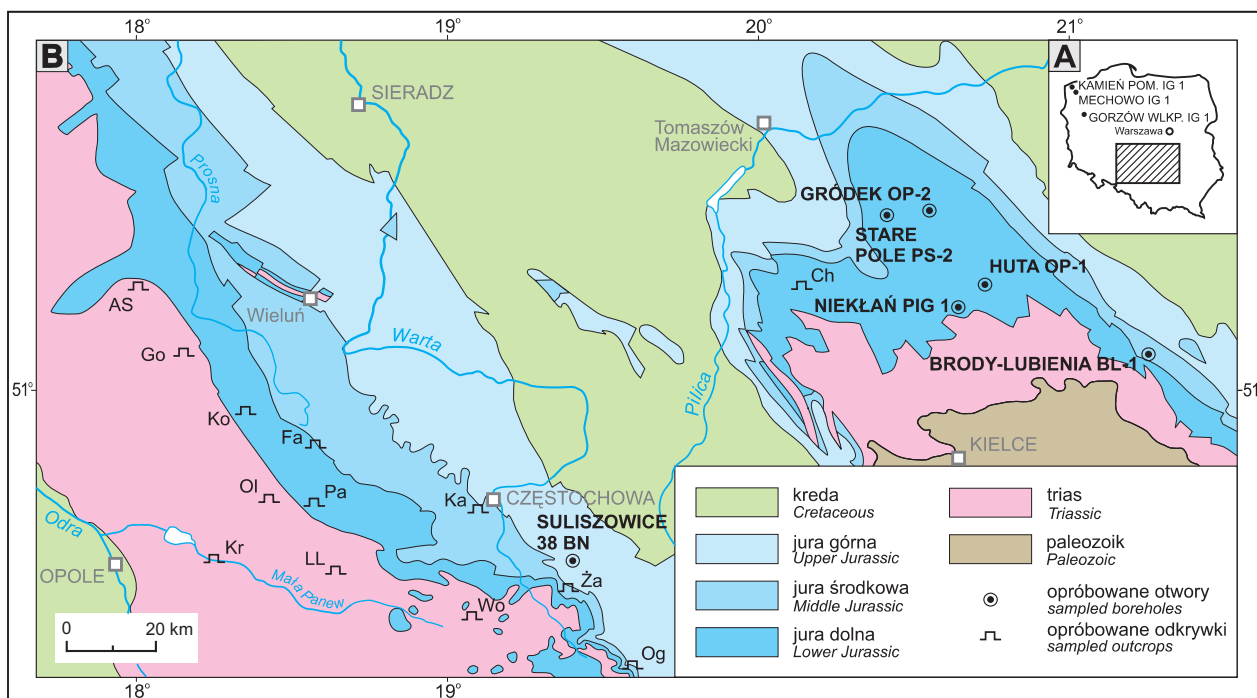 18°
19°
20°
21°
B
A
KAMIEŃ POM. IG 1
MECHOWO IG 1
GORZÓW WLKP. IG 1
Warszawa
SIERADZ
Prosna
Tomaszów
Mazowiecki
GRÓDEK OP-2
STARE
POLE PS-2
HUTA OP-1
Ch
NIEKŁAŃ PIG 1
AS
Wieluń
Warta
Go
Pilica
BRODY-LUBIENIA BL-1
51°
51°
Ko
Fa
KIELCE
Ol
Pa
Ka
CZĘSTOCHOWA
SULISZOWICE
38 BN
Odra
Kr
LL
OPOLE
Mała Panew
Ża
Wo
Og
0
20 km
kreda
Cretaceous
jura górna
Upper Jurassic
jura środkowa
Middle Jurassic
jura dolna
Lower Jurassic
trias
Triassic
paleozoik
Paleozoic
opróbowane otwory
sampled boreholes
opróbowane odkrywki
sampled outcrops
18°
19°